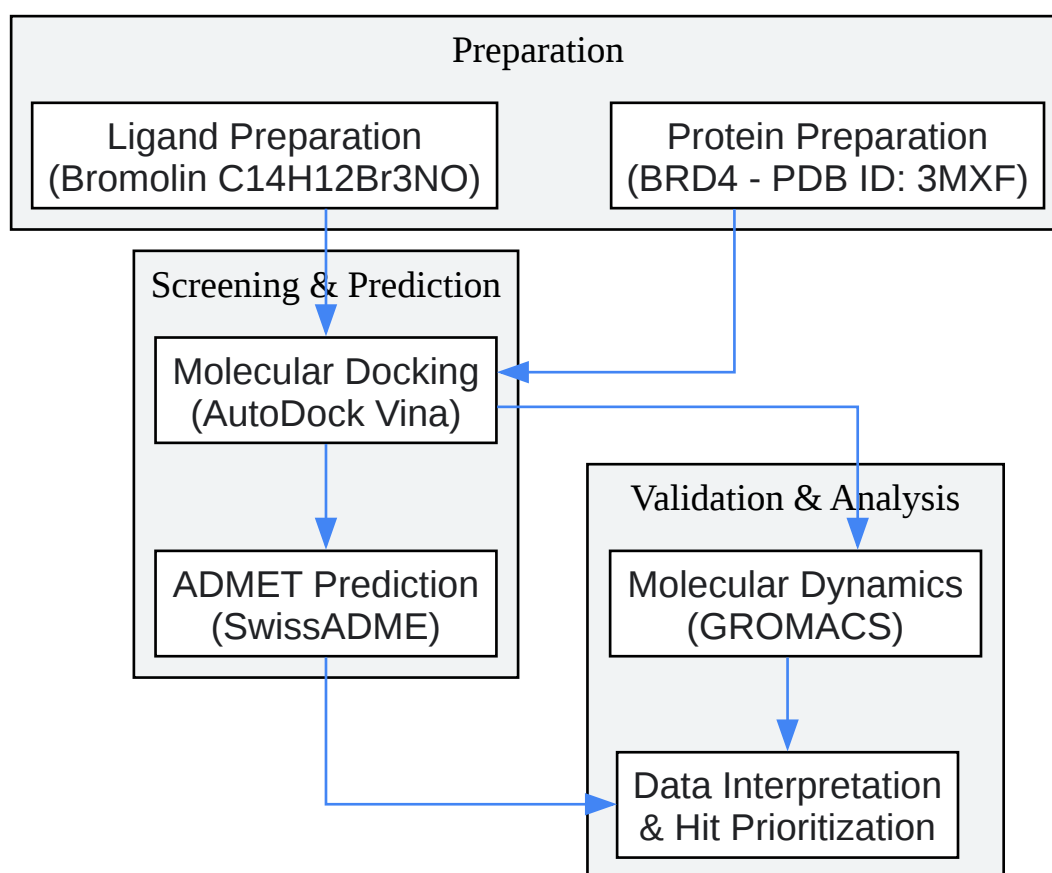 Preparation
Ligand Preparation
(Bromolin C14H12Br3NO)
Protein Preparation
(BRD4 - PDB ID: 3MXF)
Screening & Prediction
Molecular Docking
(AutoDock Vina)
ADMET Prediction
(SwissADME)
Validation & Analysis
Molecular Dynamics
(GROMACS)
Data Interpretation
& Hit Prioritization